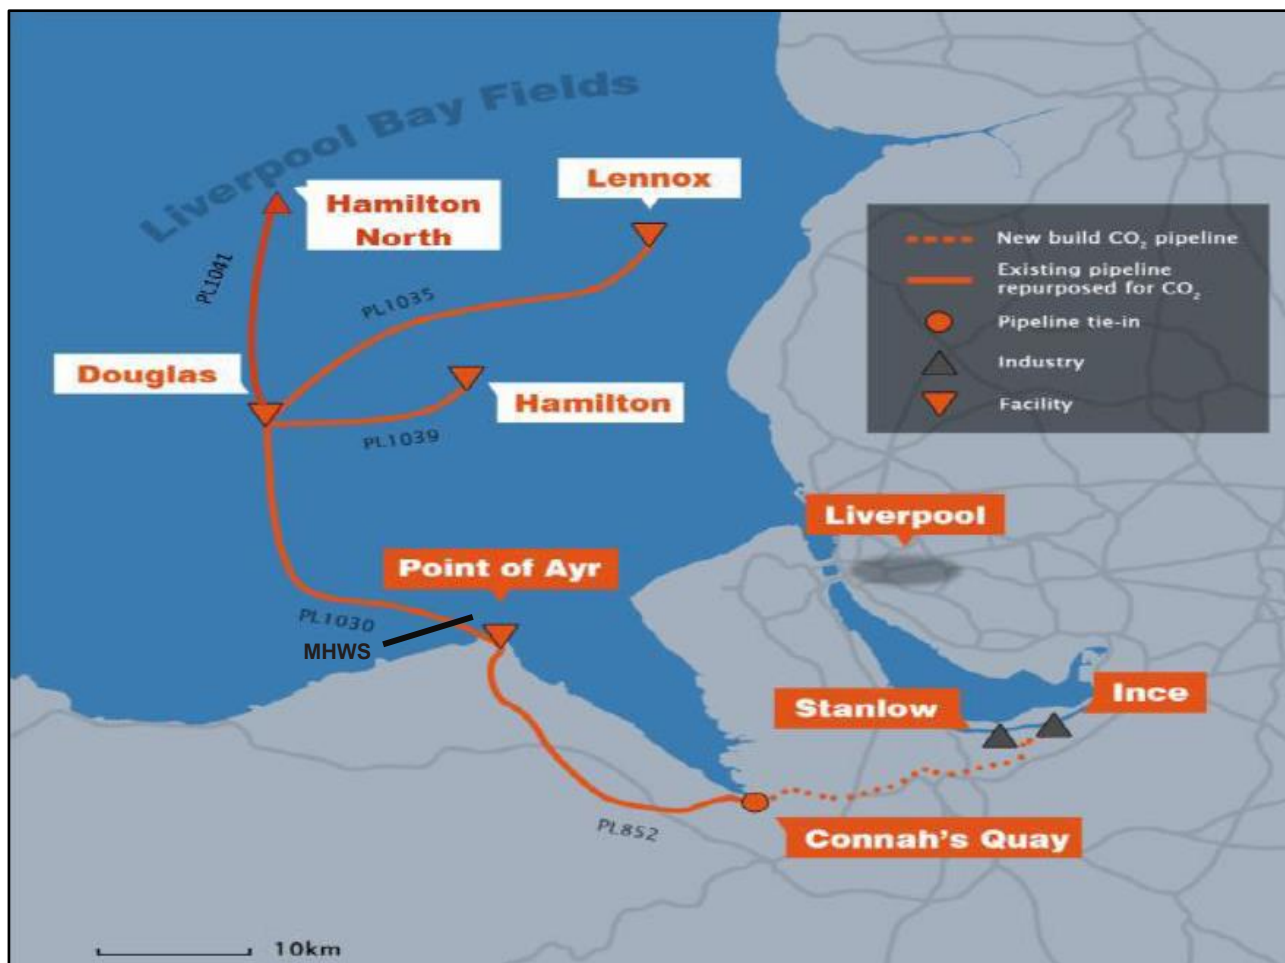 Liverpool Bay Fields
Lennox
Hamilton
North
PL1041
PL1035
New build CO₂ pipeline
Existing pipeline
repurposed for CO₂
Pipeline tie-in
Industry
Facility
Douglas
Hamilton
PL1039
Liverpool
Point of Ayr
PL1030
MHWS
Stanlow
Ince
PL852
Connah's Quay
10km